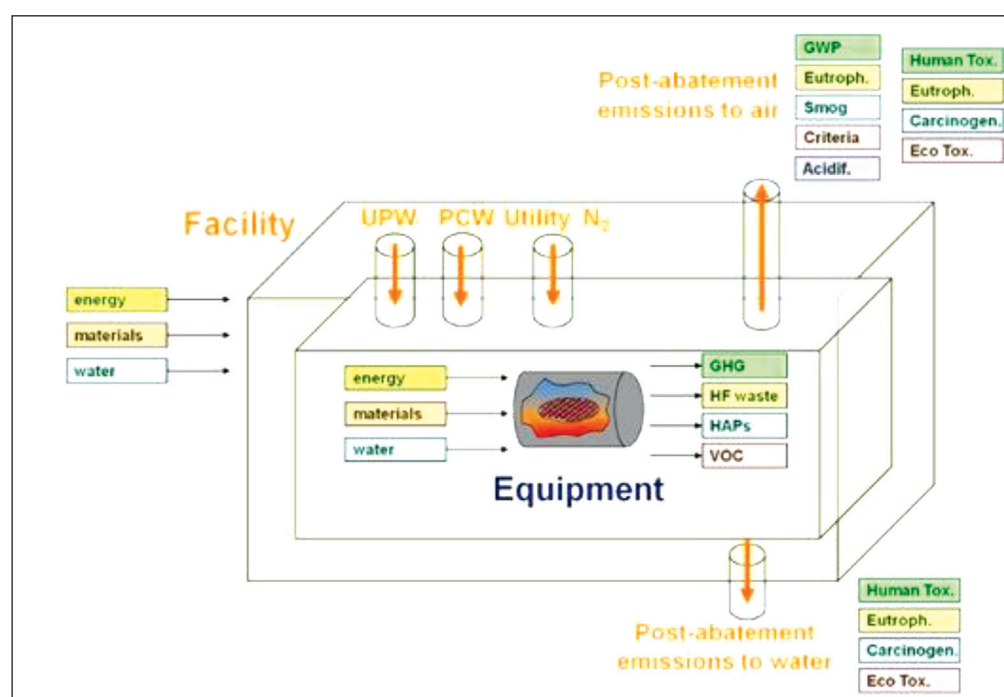 GWP
Eutroph.
Smog
Criteria
Acidif.
Human Tox.
Eutroph.
Carcinogen.
Eco Tox.
Post-abatement
emissions to air
Facility
UPW PCW Utility N₂
energy
materials
water
energy
materials
water
GHG
HF waste
HAPs
VOC
Equipment
Post-abatement
emissions to water
Human Tox.
Eutroph.
Carcinogen.
Eco Tox.